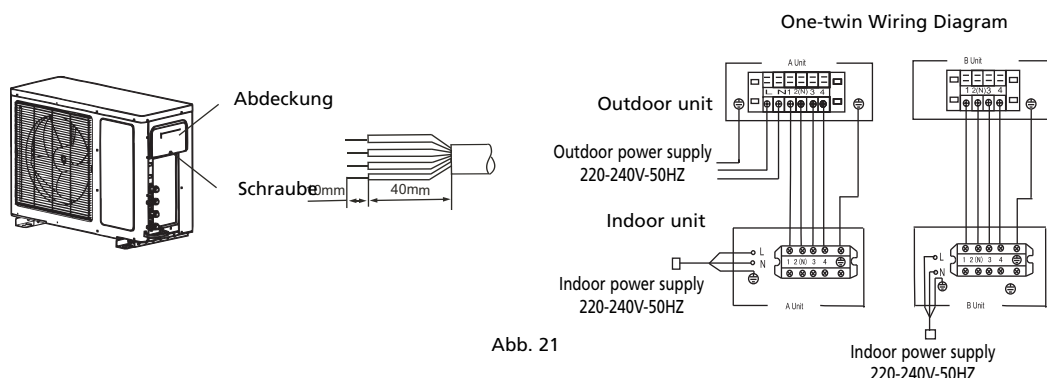 One-twin Wiring Diagram
A Unit
B Unit
L N 1 2(N) 3 4
1 2(N) 3 4
Abdeckung
Outdoor unit
Outdoor power supply
220-240V-50HZ
Schraube
40mm
Indoor unit
L
N
1 2(N) 3 4
Indoor power supply
220-240V-50HZ
A Unit
L
N
1 2(N) 3 4
B Unit
Abb. 21
Indoor power supply
220-240V-50HZ